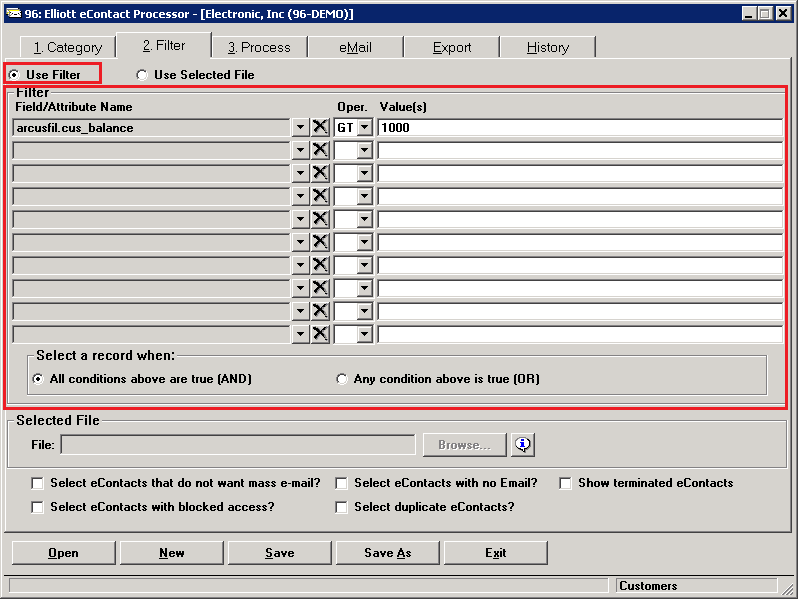 96: Elliott eContact Processor - [Electronic, Inc (96-DEMO)]
1. Category 2. Filter 3. Process eMail Export History
Use Filter Use Selected File
Filter
Field/Attribute Name Oper. Value(s)
arcusfil.cus_balance GT 1000
Select a record when:
All conditions above are true (AND) Any condition above is true (OR)
Selected File
File: Browse...
Select eContacts that do not want mass e-mail? Select eContacts with no Email? Show terminated eContacts
Select eContacts with blocked access? Select duplicate eContacts?
Open New Save Save As Exit
Customers